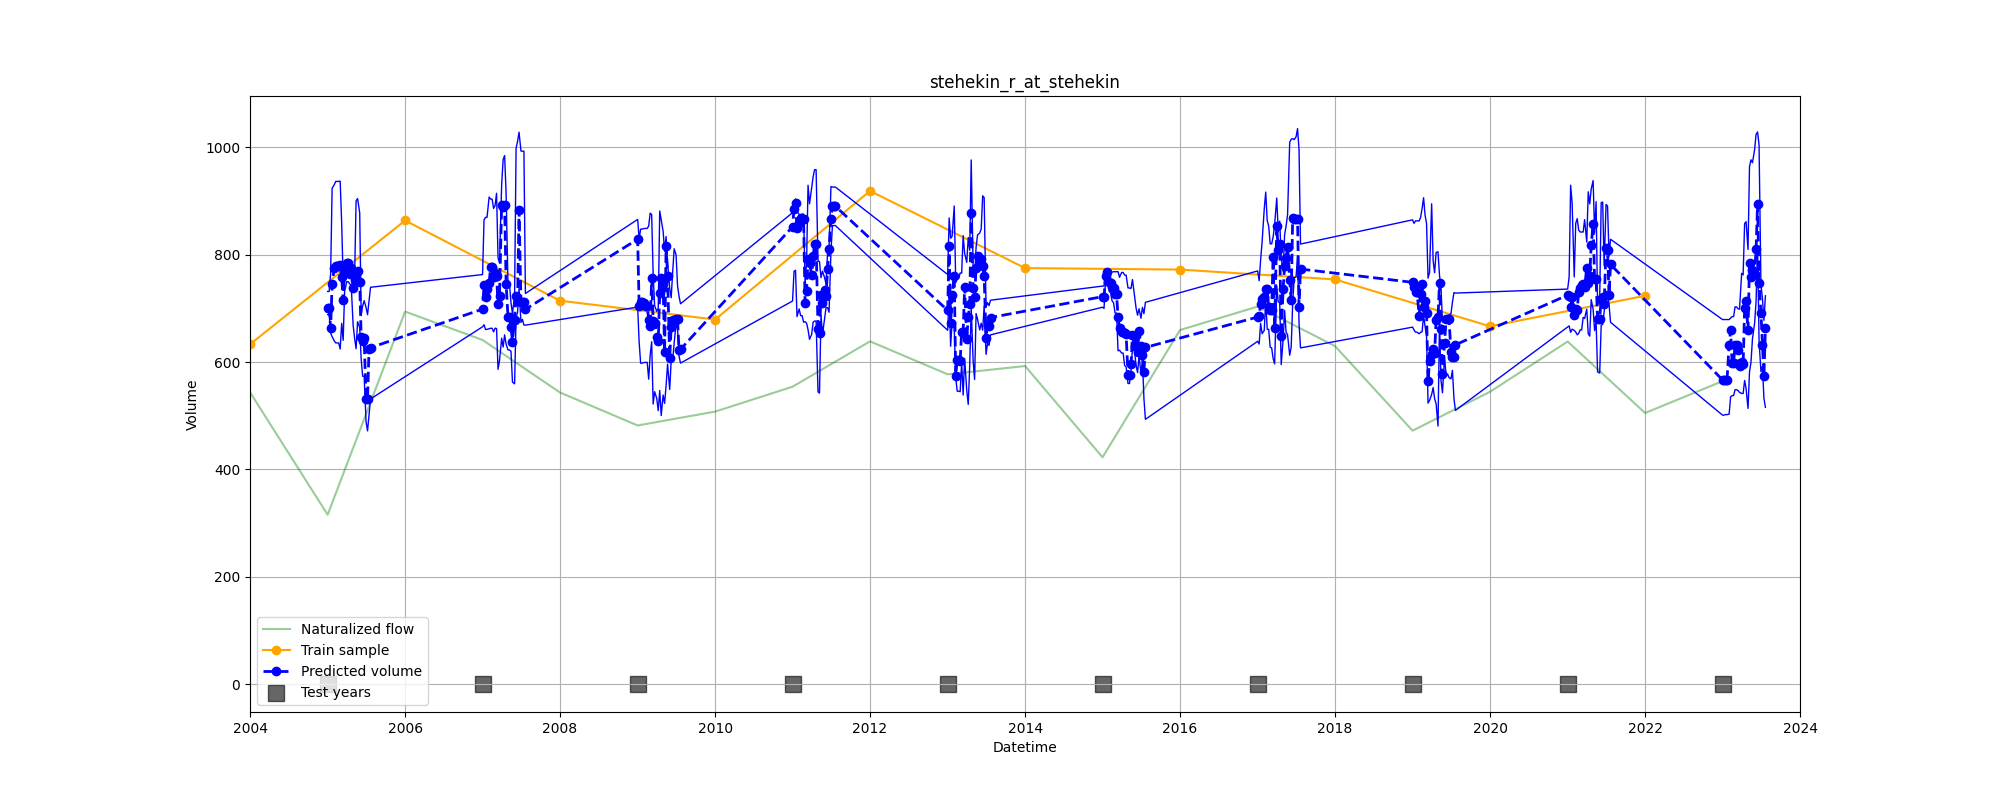 stehekin_r_at_stehekin
1000
800
600
400
200
0
Volume
Naturalized flow
Train sample
Predicted volume
Test years
2004 2006 2008 2010 2012 2014 2016 2018 2020 2022 2024
Datetime